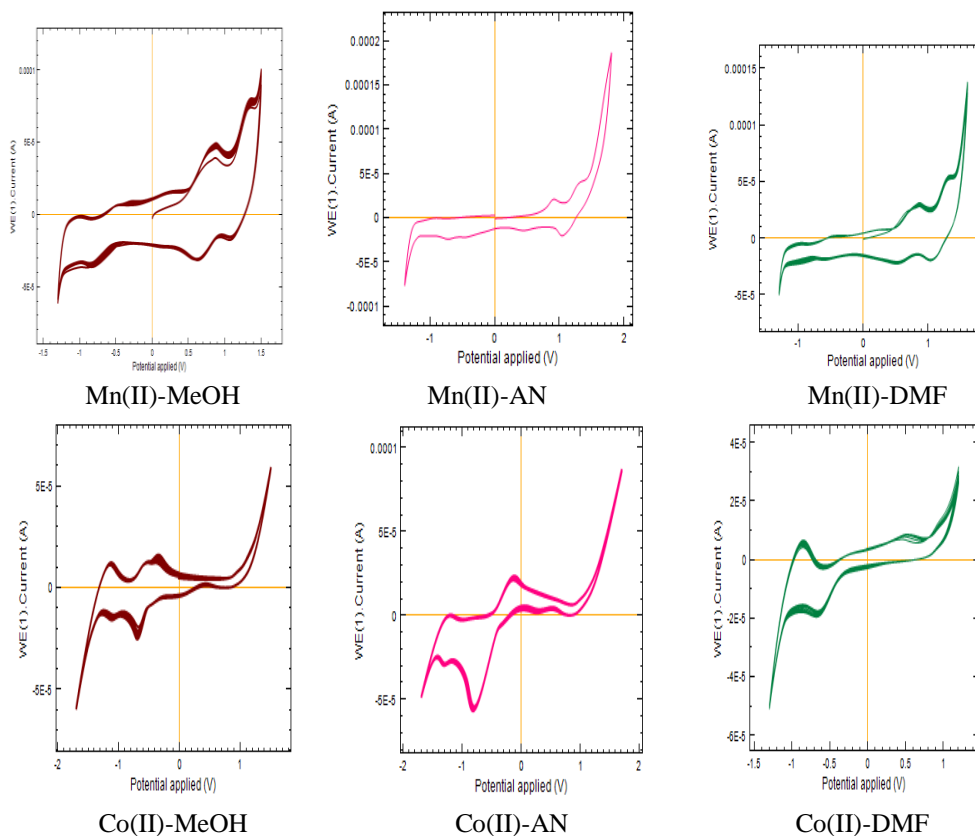 WE(1).Current (A)
0.0001
5E-5
0
-5E-5
-1.5
-1
-0.5
0
0.5
1
1.5
Potential applied (V)
Mn(II)-MeOH
WE(1).Current (A)
0.0002
0.00015
0.0001
5E-5
0
-5E-5
-0.0001
-1
0
1
2
Potential applied (V)
Mn(II)-AN
WE(1).Current (A)
0.00015
0.0001
5E-5
0
-5E-5
-1
0
1
Potential applied (V)
Mn(II)-DMF
WE(1).Current (A)
5E-5
0
-5E-5
-2
-1
0
1
Potential applied (V)
Co(II)-MeOH
WE(1).Current (A)
0.0001
5E-5
0
-5E-5
-2
-1
0
1
2
Potential applied (V)
Co(II)-AN
WE(1).Current (A)
4E-5
2E-5
0
-2E-5
-6E-5
-1.5
-1
-0.5
0
0.5
1
Potential applied (V)
Co(II)-DMF